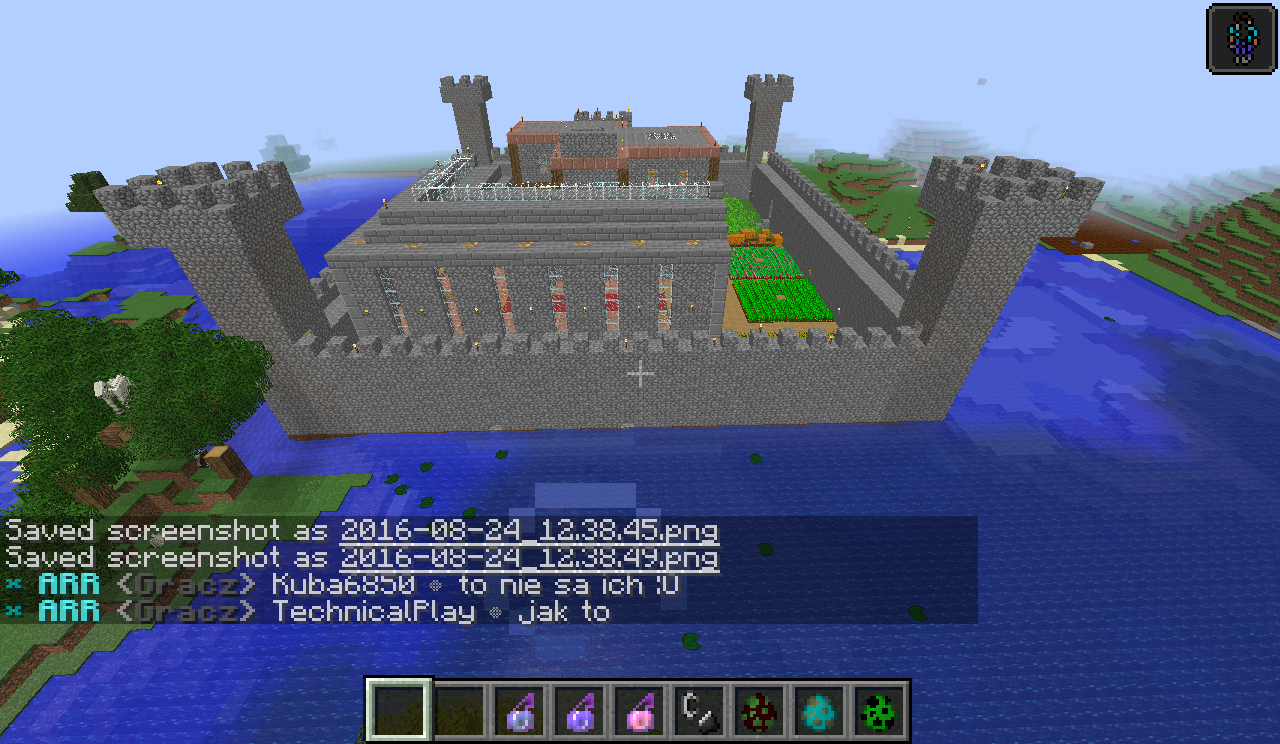 Saved screenshot as 2016-08-24_12.38.45.png
Saved screenshot as 2016-08-24_12.38.49.png
× ARR <Gracz> Kuba6850 • to nie sa ich :U
× ARR <Gracz> TechnicalPlay • jak to